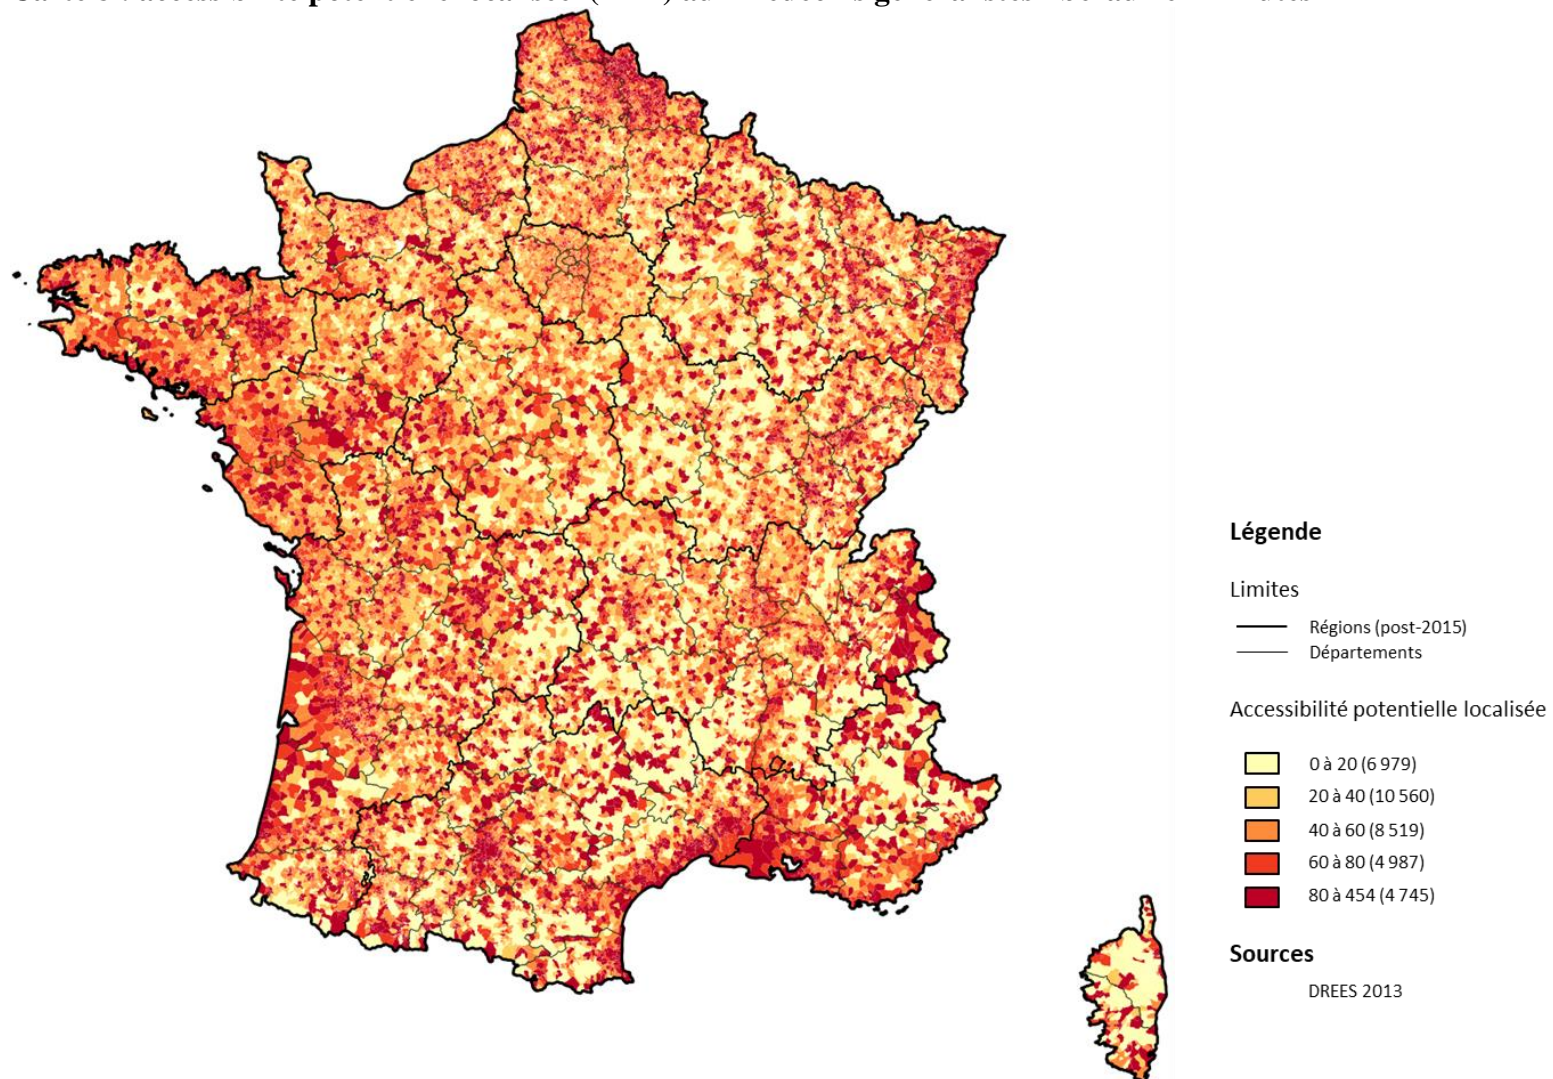 Légende
Limites
Régions (post-2015)
Départements
Accessibilité potentielle localisée
0 à 20 (6 979)
20 à 40 (10 560)
40 à 60 (8 519)
60 à 80 (4 987)
80 à 454 (4 745)
Sources
DREES 2013